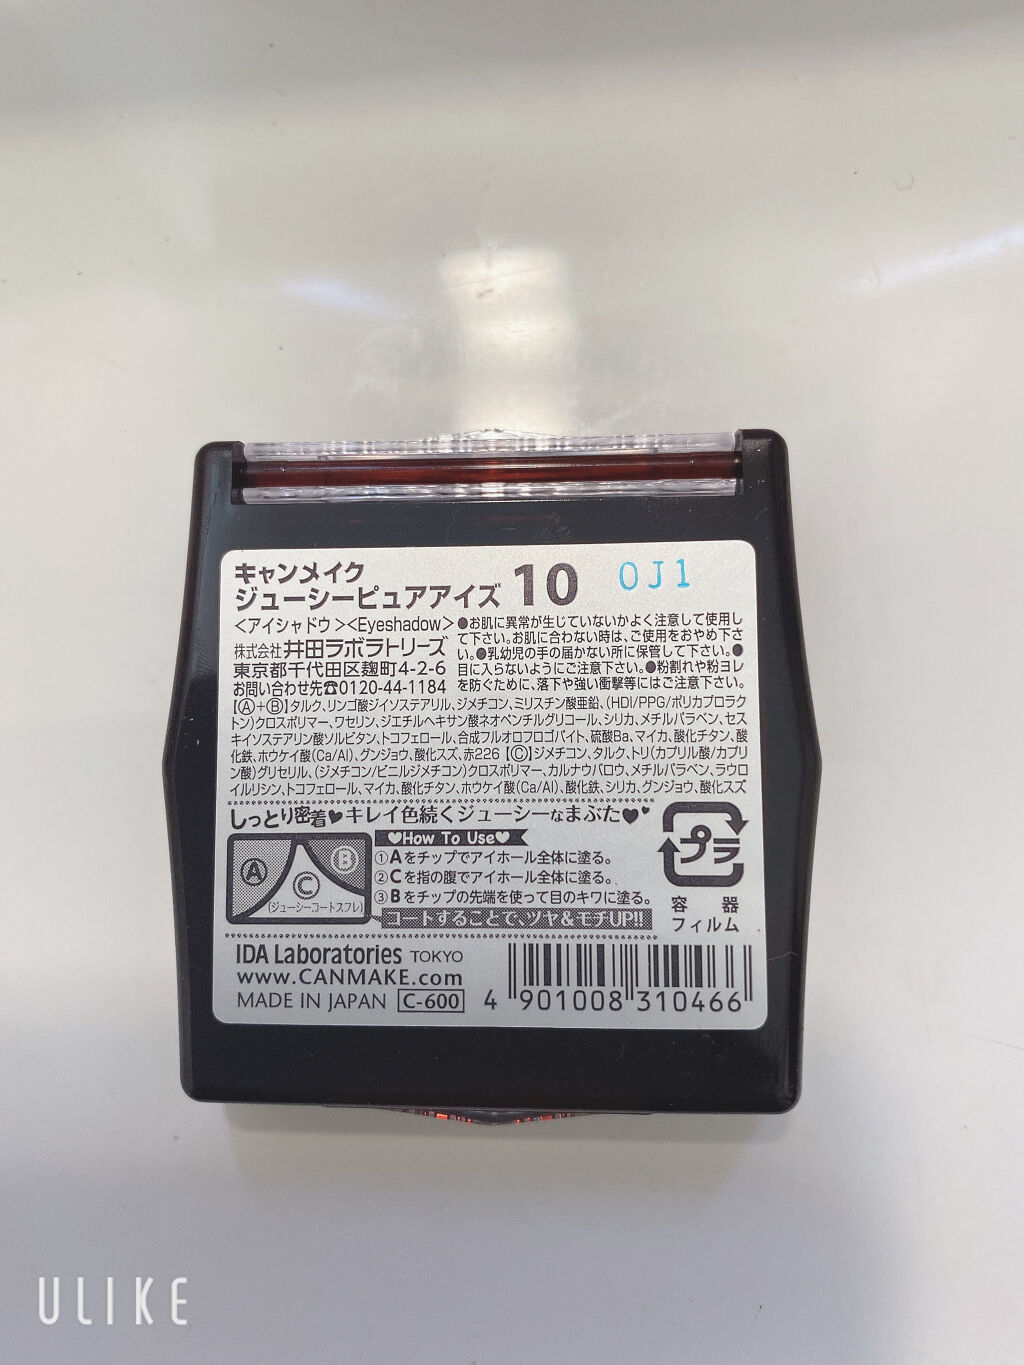 キャンメイク
ジューシーピュアアイズ 10 OJ1
<アイシャドウ><Eyeshadow>
株式会社 井田ラボラトリーズ
東京都千代田区麹町4-2-6
お問い合わせ先☎0120-44-1184
●お肌に異常が生じていないかよく注意して使用し
て下さい。お肌に合わない時は、ご使用をおやめ下さ
い。●乳幼児の手の届かない所に保管して下さい。●
目に入らないようにご注意下さい。●粉割れや粉ヨレ
を防ぐために、落下や強い衝撃等にはご注意下さい。
【Ⓐ+Ⓑ】タルク、リンゴ酸ジイソステアリル、ジメチコン、ミリスチン酸亜鉛、(HDI/PPG/ポリカプロラク
トン)クロスポリマー、ワセリン、ジエチルヘキサン酸ネオペンチルグリコール、シリカ、メチルパラベン、セス
キイソステアリン酸ソルビタン、トコフェロール、合成フルオロフロゴパイト、硫酸Ba、マイカ、酸化チタン、酸
化鉄、ホウケイ酸(Ca/Al)、グンジョウ、酸化スズ、赤226【Ⓒ】ジメチコン、タルク、トリ(カプリル酸/カプリ
ン酸)グリセリル、(ジメチコン/ビニルジメチコン)クロスポリマー、カルナウバロウ、メチルパラベン、ラウロ
イルリシン、トコフェロール、マイカ、酸化チタン、ホウケイ酸(Ca/Al)、酸化鉄、シリカ、グンジョウ、酸化スズ
しっとり密着♥キレイ色続くジューシーなまぶた♥♥
♥How To Use♥
A
B
C
(ジューシーコートスフレ)
①Aをチップでアイホール全体に塗る。
②Cを指の腹でアイホール全体に塗る。
③Bをチップの先端を使って目のキワに塗る。
コートすることで、ツヤ&モチUP!!
プラ
容器
フィルム
IDA Laboratories TOKYO
www.CANMAKE.com
MADE IN JAPAN C-600
4 901008 310466
ULIKE